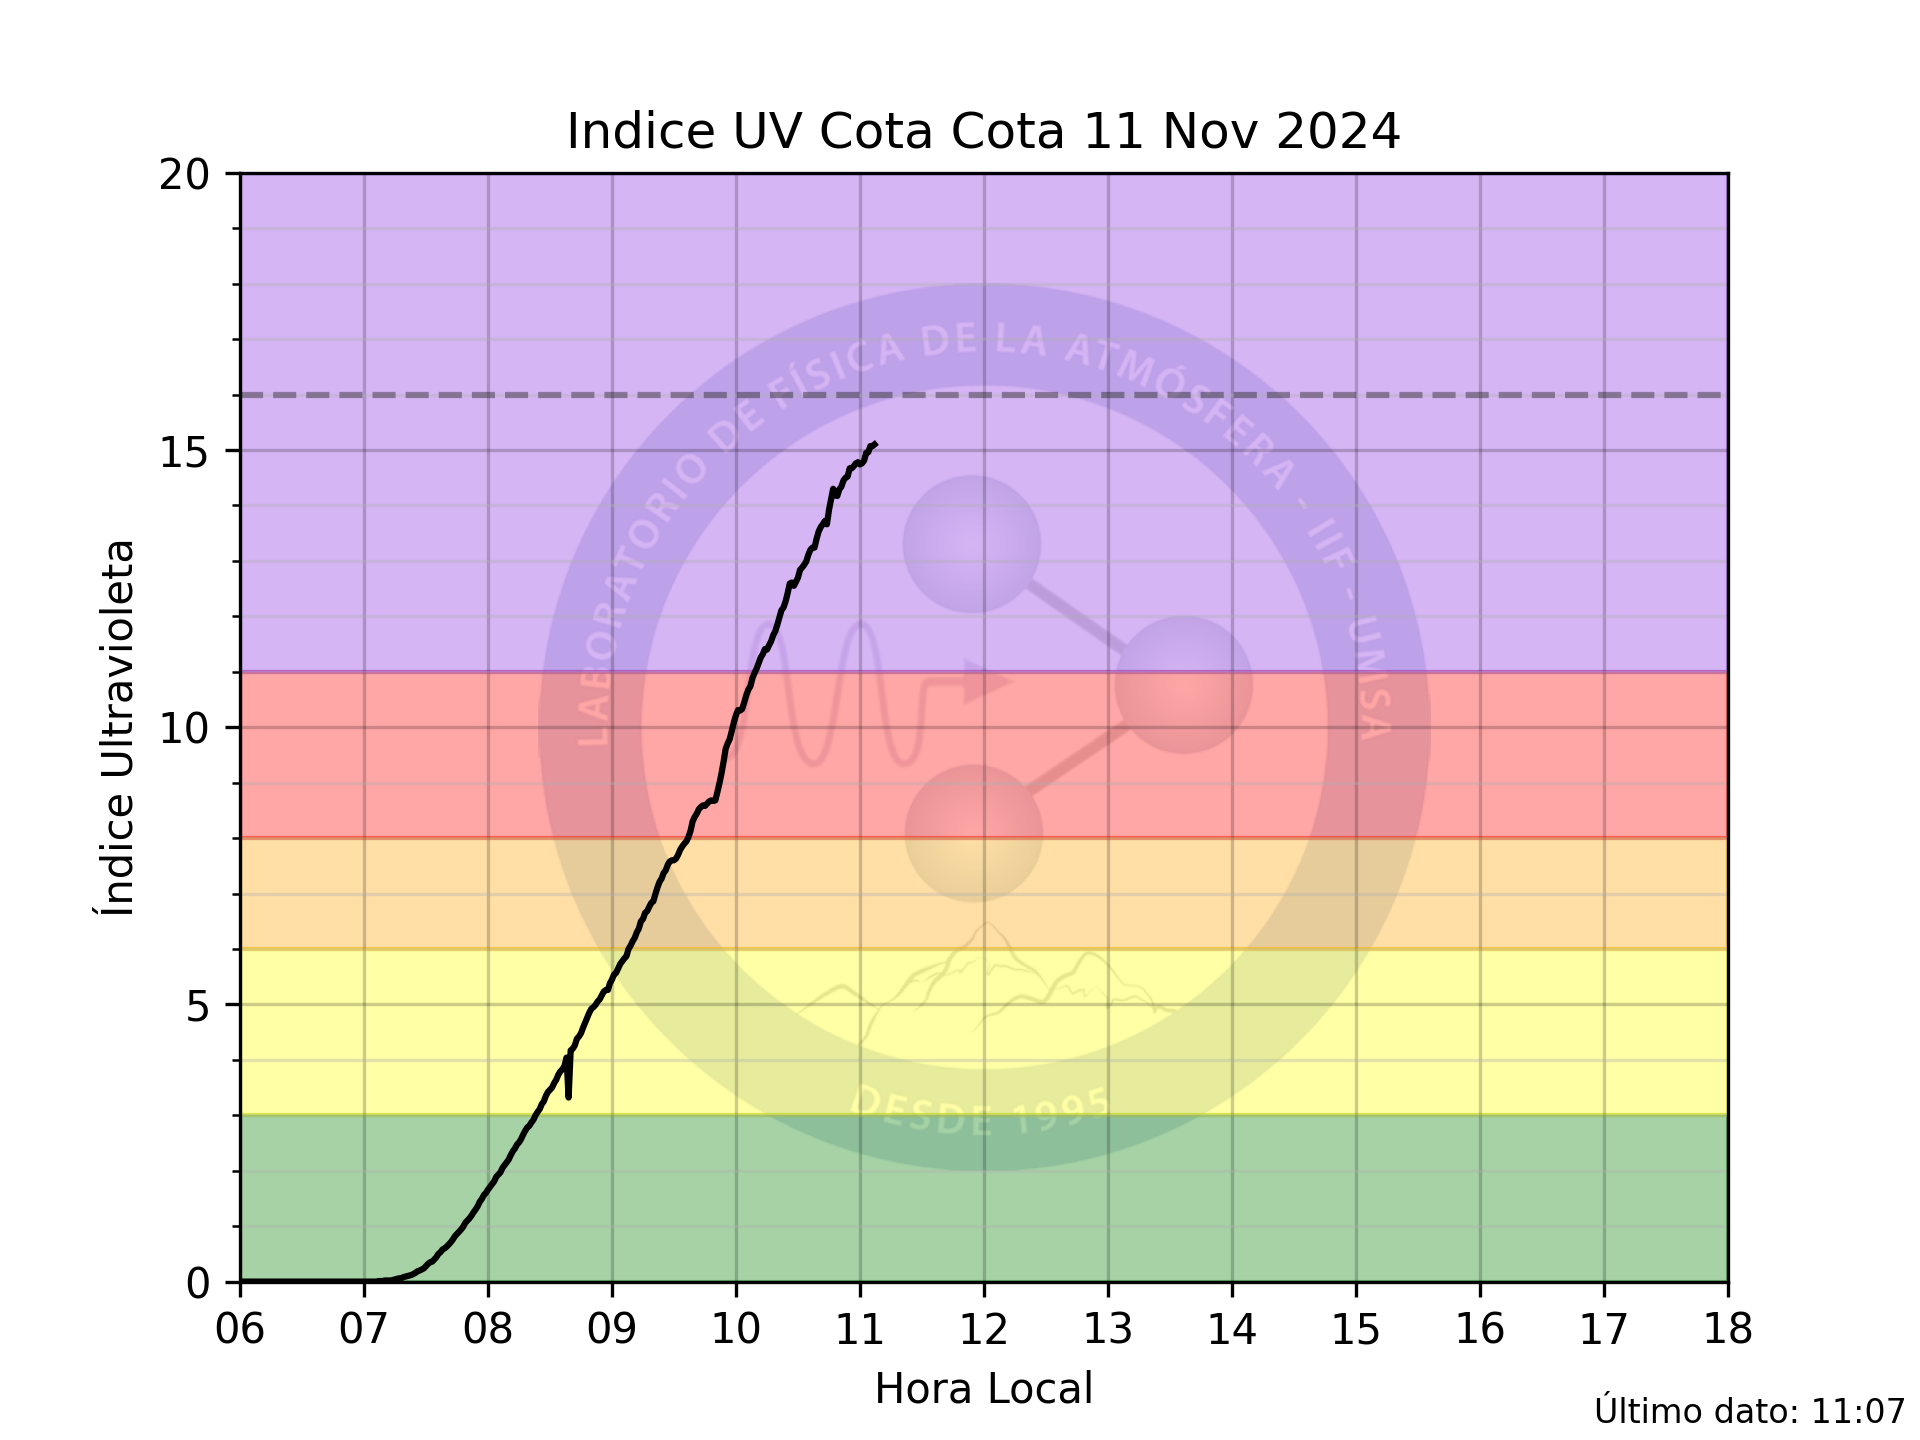 Indice UV Cota Cota 11 Nov 2024
20
15
10
5
0
Índice Ultravioleta
LABORATORIO DE FÍSICA DE LA ATMÓSFERA - IIF - UMSA
DESDE 1995
06 07 08 09 10 11 12 13 14 15 16 17 18
Hora Local
Último dato: 11:07